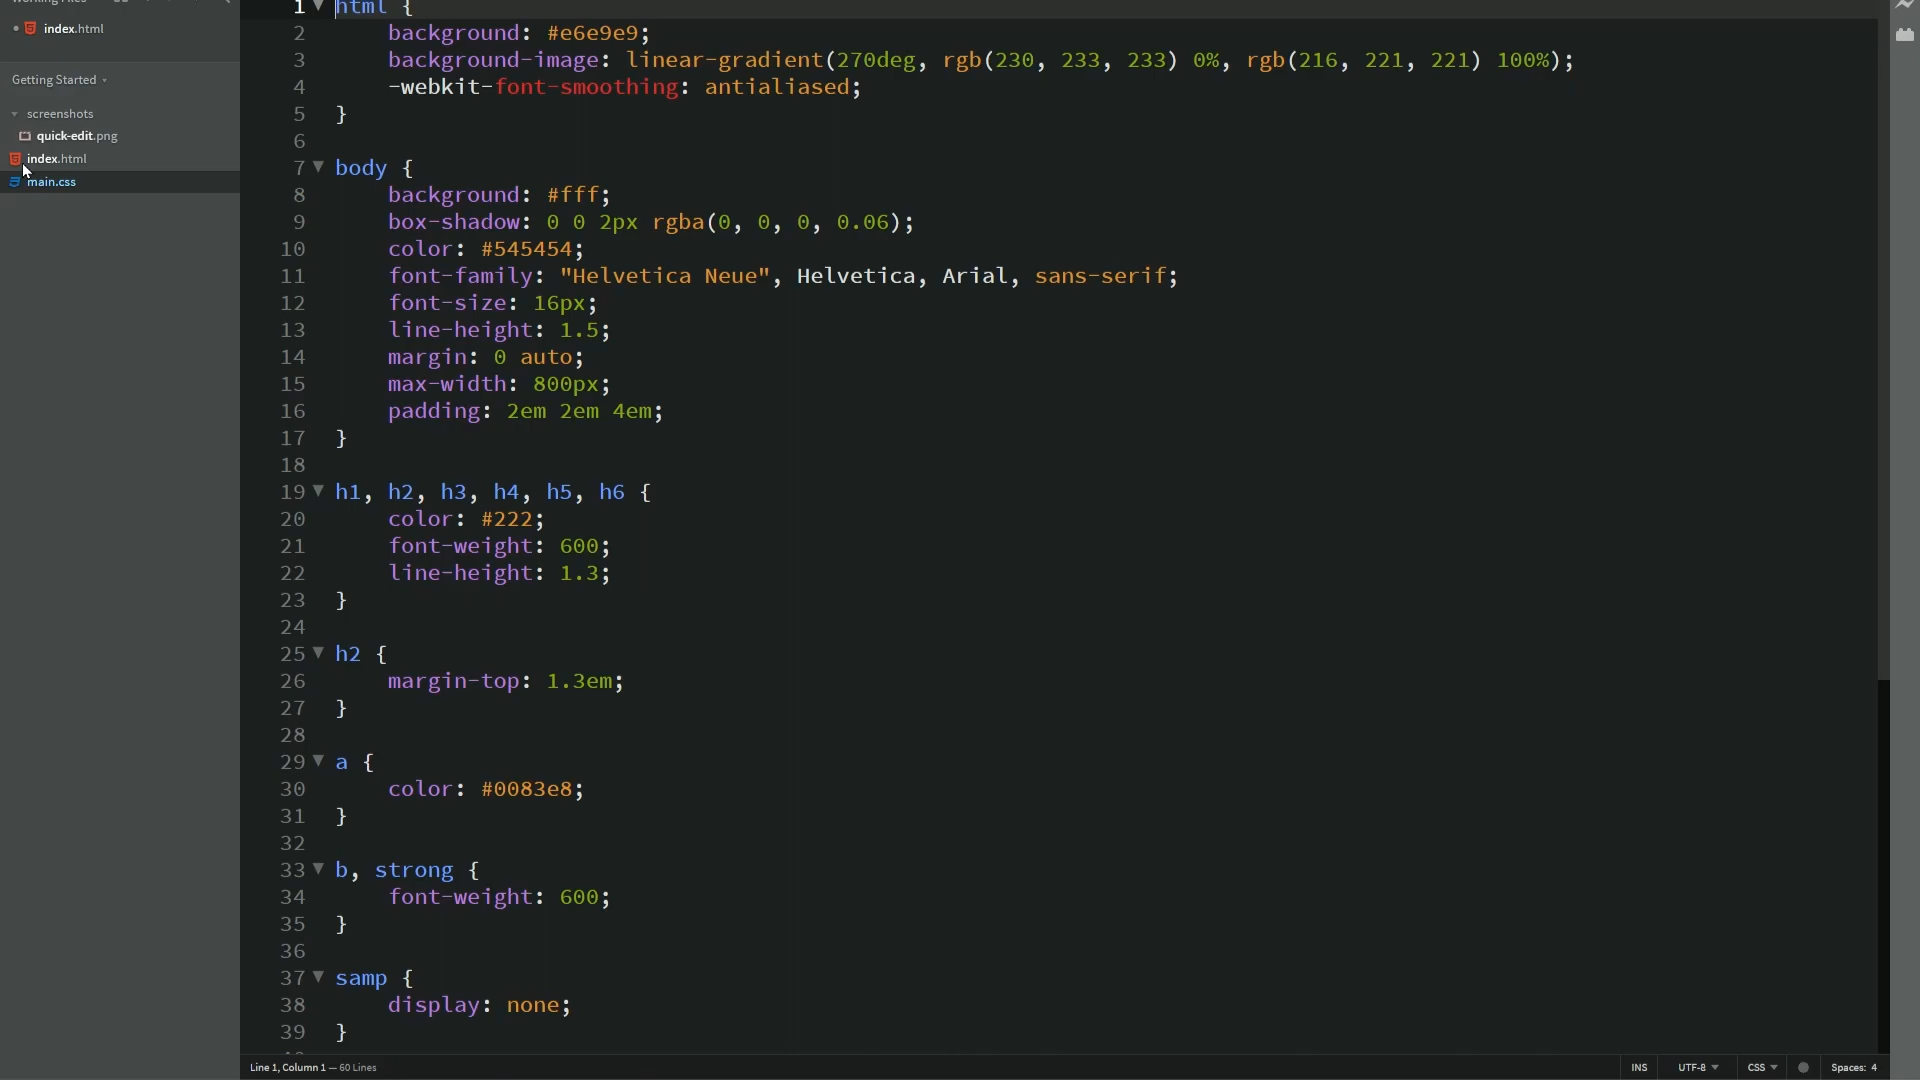 Working Files
index.html
Getting Started
screenshots
quick-edit.png
index.html
main.css
1 html {
2 background: #e6e9e9;
3 background-image: linear-gradient(270deg, rgb(230, 233, 233) 0%, rgb(216, 221, 221) 100%);
4 -webkit-font-smoothing: antialiased;
5 }
6
7 body {
8 background: #fff;
9 box-shadow: 0 0 2px rgba(0, 0, 0, 0.06);
10 color: #545454;
11 font-family: "Helvetica Neue", Helvetica, Arial, sans-serif;
12 font-size: 16px;
13 line-height: 1.5;
14 margin: 0 auto;
15 max-width: 800px;
16 padding: 2em 2em 4em;
17 }
18
19 h1, h2, h3, h4, h5, h6 {
20 color: #222;
21 font-weight: 600;
22 line-height: 1.3;
23 }
24
25 h2 {
26 margin-top: 1.3em;
27 }
28
29 a {
30 color: #0083e8;
31 }
32
33 b, strong {
34 font-weight: 600;
35 }
36
37 samp {
38 display: none;
39 }
Line 1, Column 1 — 60 Lines
INS
UTF-8
CSS
Spaces: 4